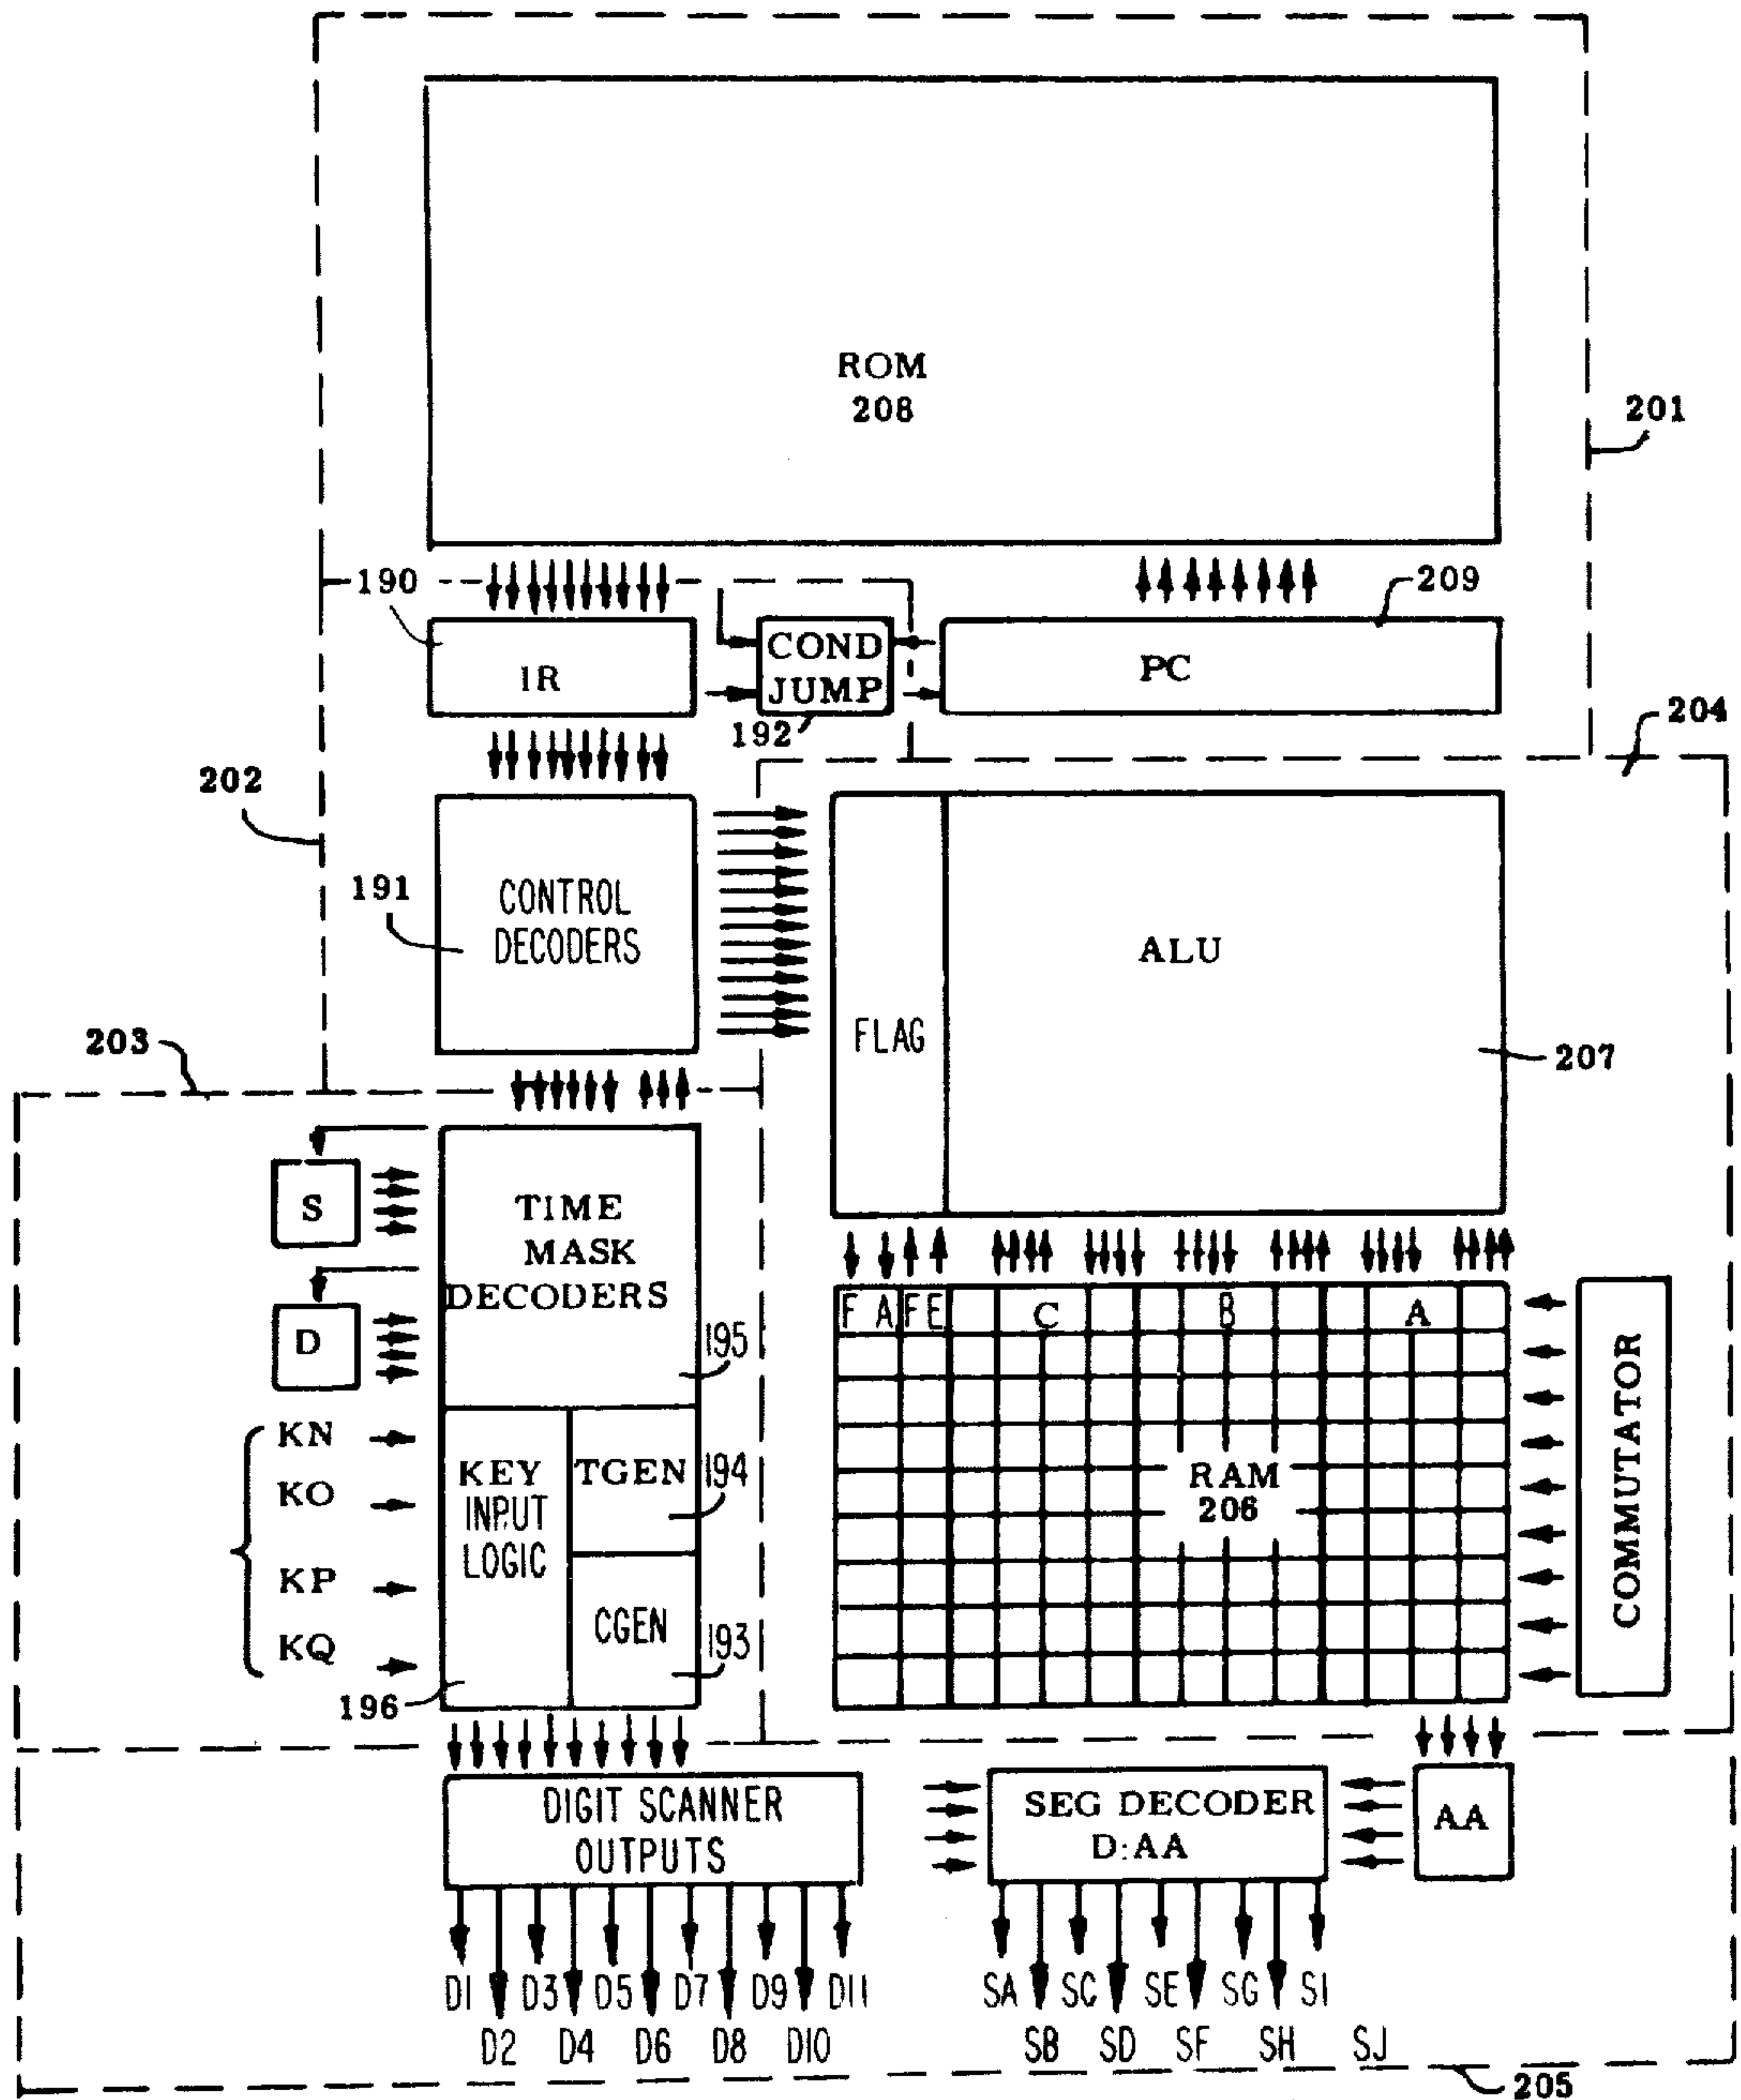 ROM
208
201
190
209
IR
COND
JUMP
192
PC
204
202
191
CONTROL
DECODERS
FLAG
ALU
203
207
S
TIME
MASK
DECODERS
D
195
F A F E C B A
KN
KO
KP
KQ
KEY
INPUT
LOGIC
TGEN
194
CGEN
193
196
RAM
206
COMMUTATOR
DIGIT SCANNER
OUTPUTS
SEG DECODER
D:AA
AA
D1 D3 D5 D7 D9 D11
D2 D4 D6 D8 D10
SA SC SE SG SI
SB SD SF SH SJ
205